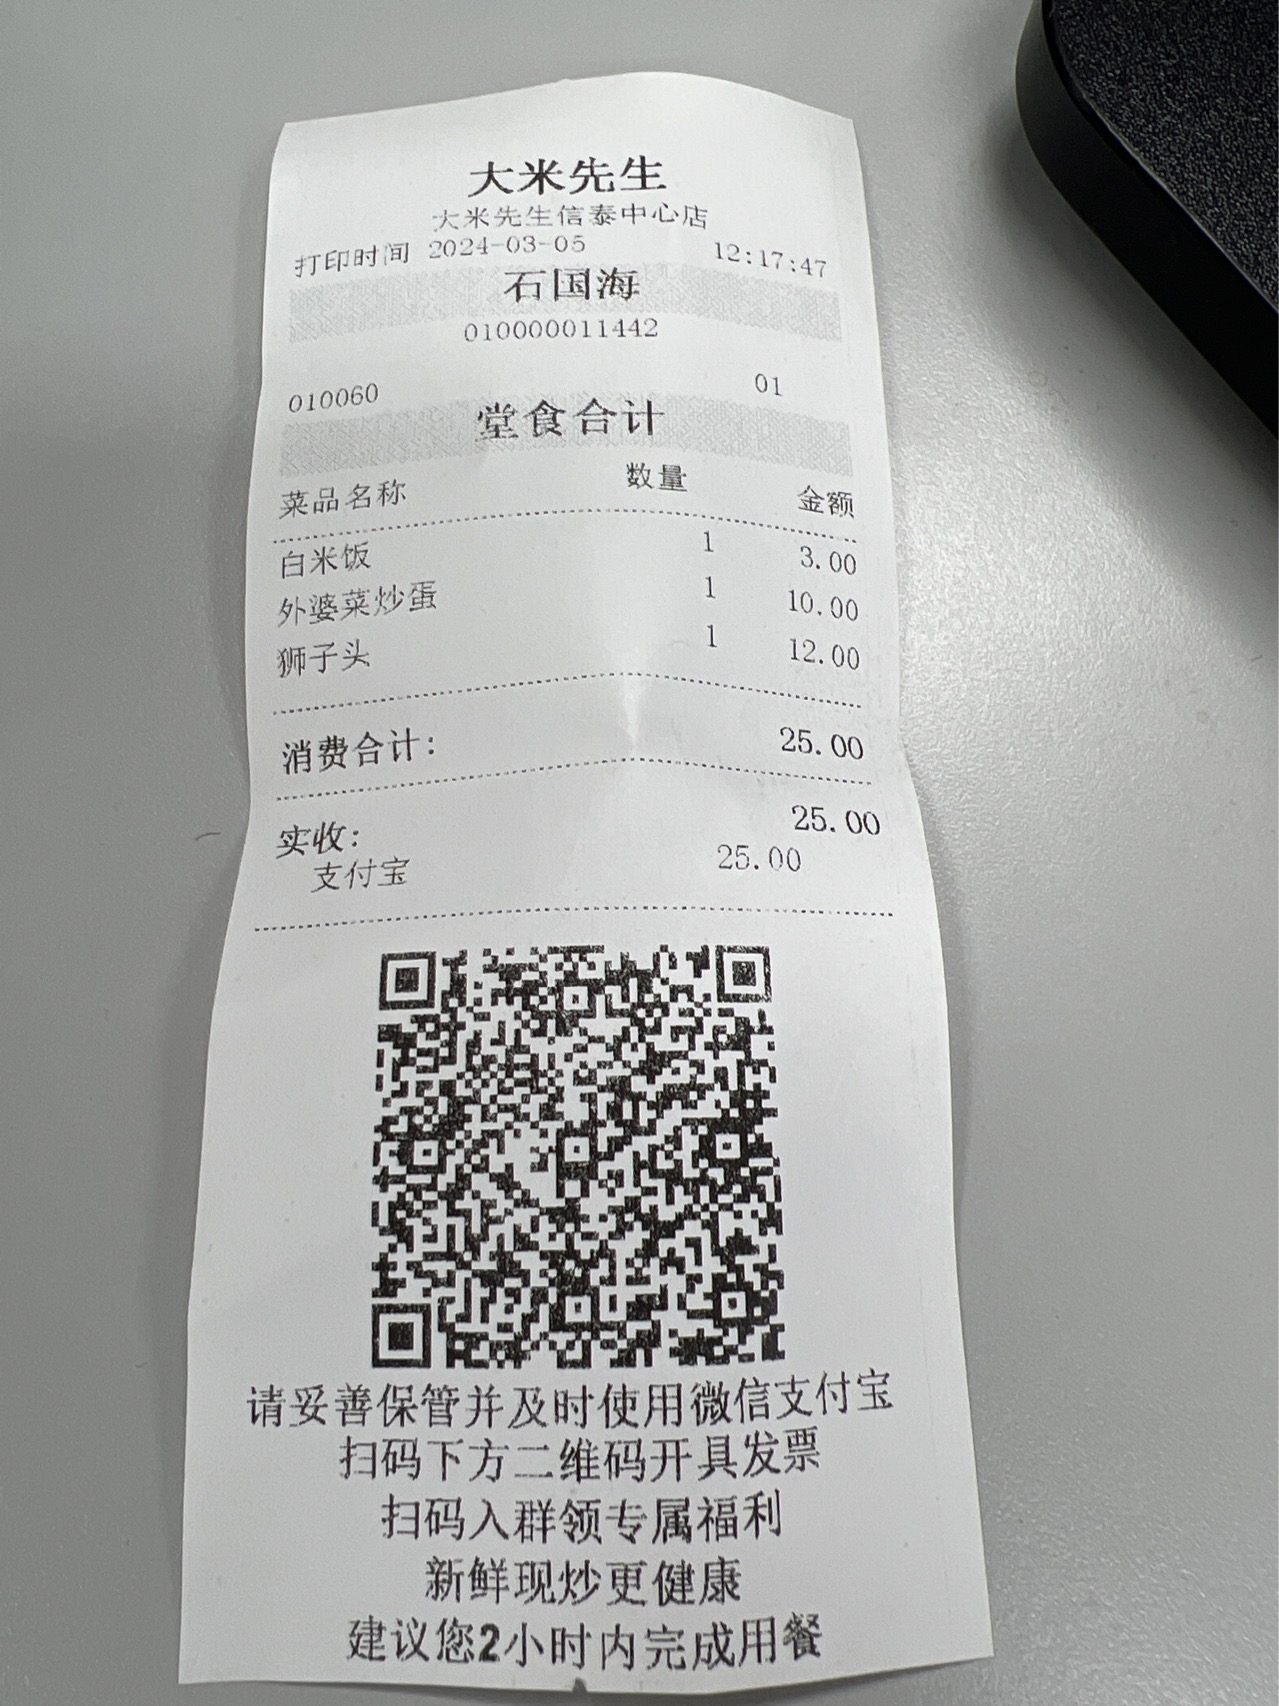 大米先生
大米先生信泰中心店
打印时间 2024-03-05 12:17:47
石国海
010000011442
010060 01
堂食合计
菜品名称 数量 金额
白米饭 1 3.00
外婆菜炒蛋 1 10.00
狮子头 1 12.00
消费合计: 25.00
实收: 25.00
支付宝 25.00
请妥善保管并及时使用微信支付宝
扫码下方二维码开具发票
扫码入群领专属福利
新鲜现炒更健康
建议您2小时内完成用餐